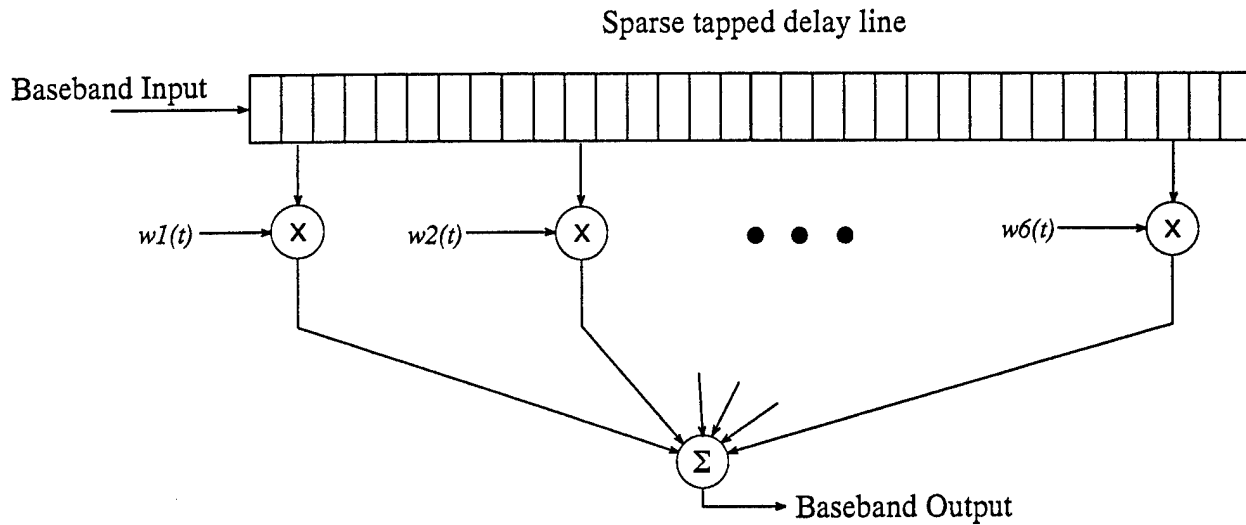 Sparse tapped delay line
Baseband Input
w1(t)
X
w2(t)
X
w6(t)
X
Σ
Baseband Output